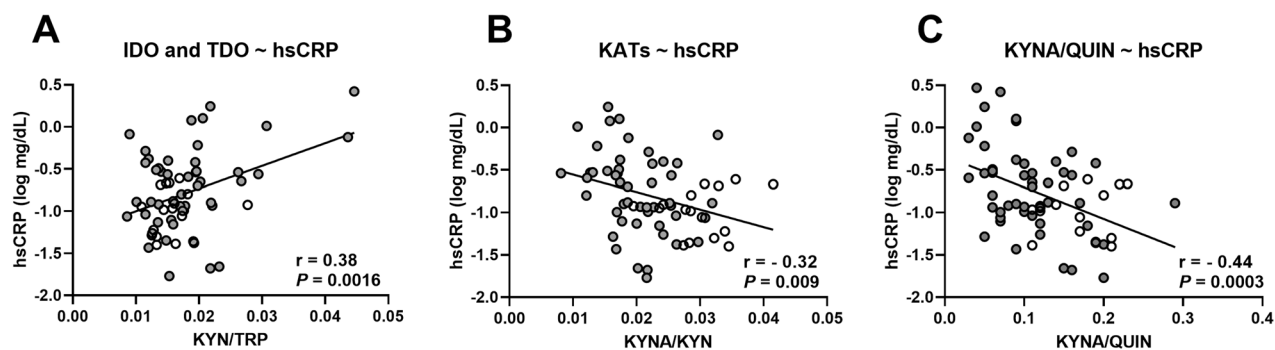 A
IDO and TDO ~ hsCRP
hsCRP (log mg/dL)
0.5
0.0
-0.5
-1.0
-1.5
-2.0
r = 0.38
P = 0.0016
0.00
0.01
0.02
0.03
0.04
0.05
KYN/TRP
B
KATs ~ hsCRP
hsCRP (log mg/dL)
0.5
0.0
-0.5
-1.0
-1.5
-2.0
r = - 0.32
P = 0.009
0.00
0.01
0.02
0.03
0.04
0.05
KYNA/KYN
C
KYNA/QUIN ~ hsCRP
hsCRP (log mg/dL)
0.5
0.0
-0.5
-1.0
-1.5
-2.0
r = - 0.44
P = 0.0003
0.0
0.1
0.2
0.3
0.4
KYNA/QUIN